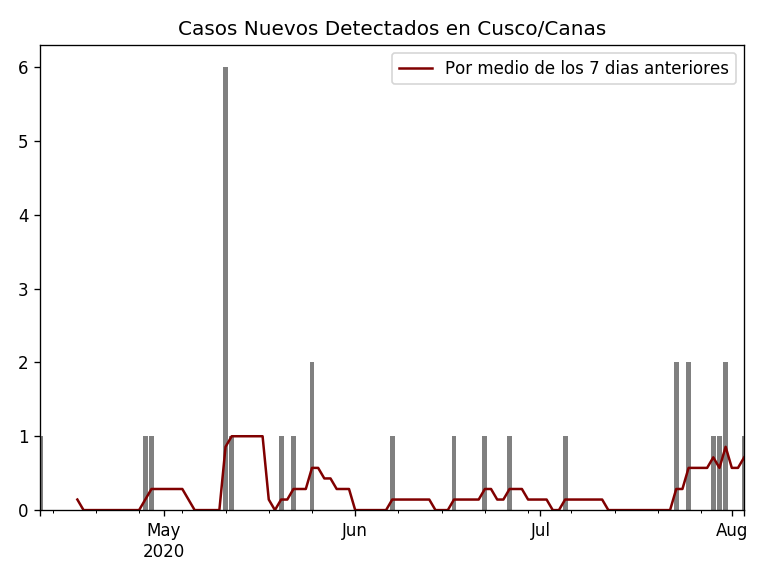 Casos Nuevos Detectados en Cusco/Canas
Por medio de los 7 dias anteriores
6
5
4
3
2
1
0
May
2020
Jun
Jul
Aug